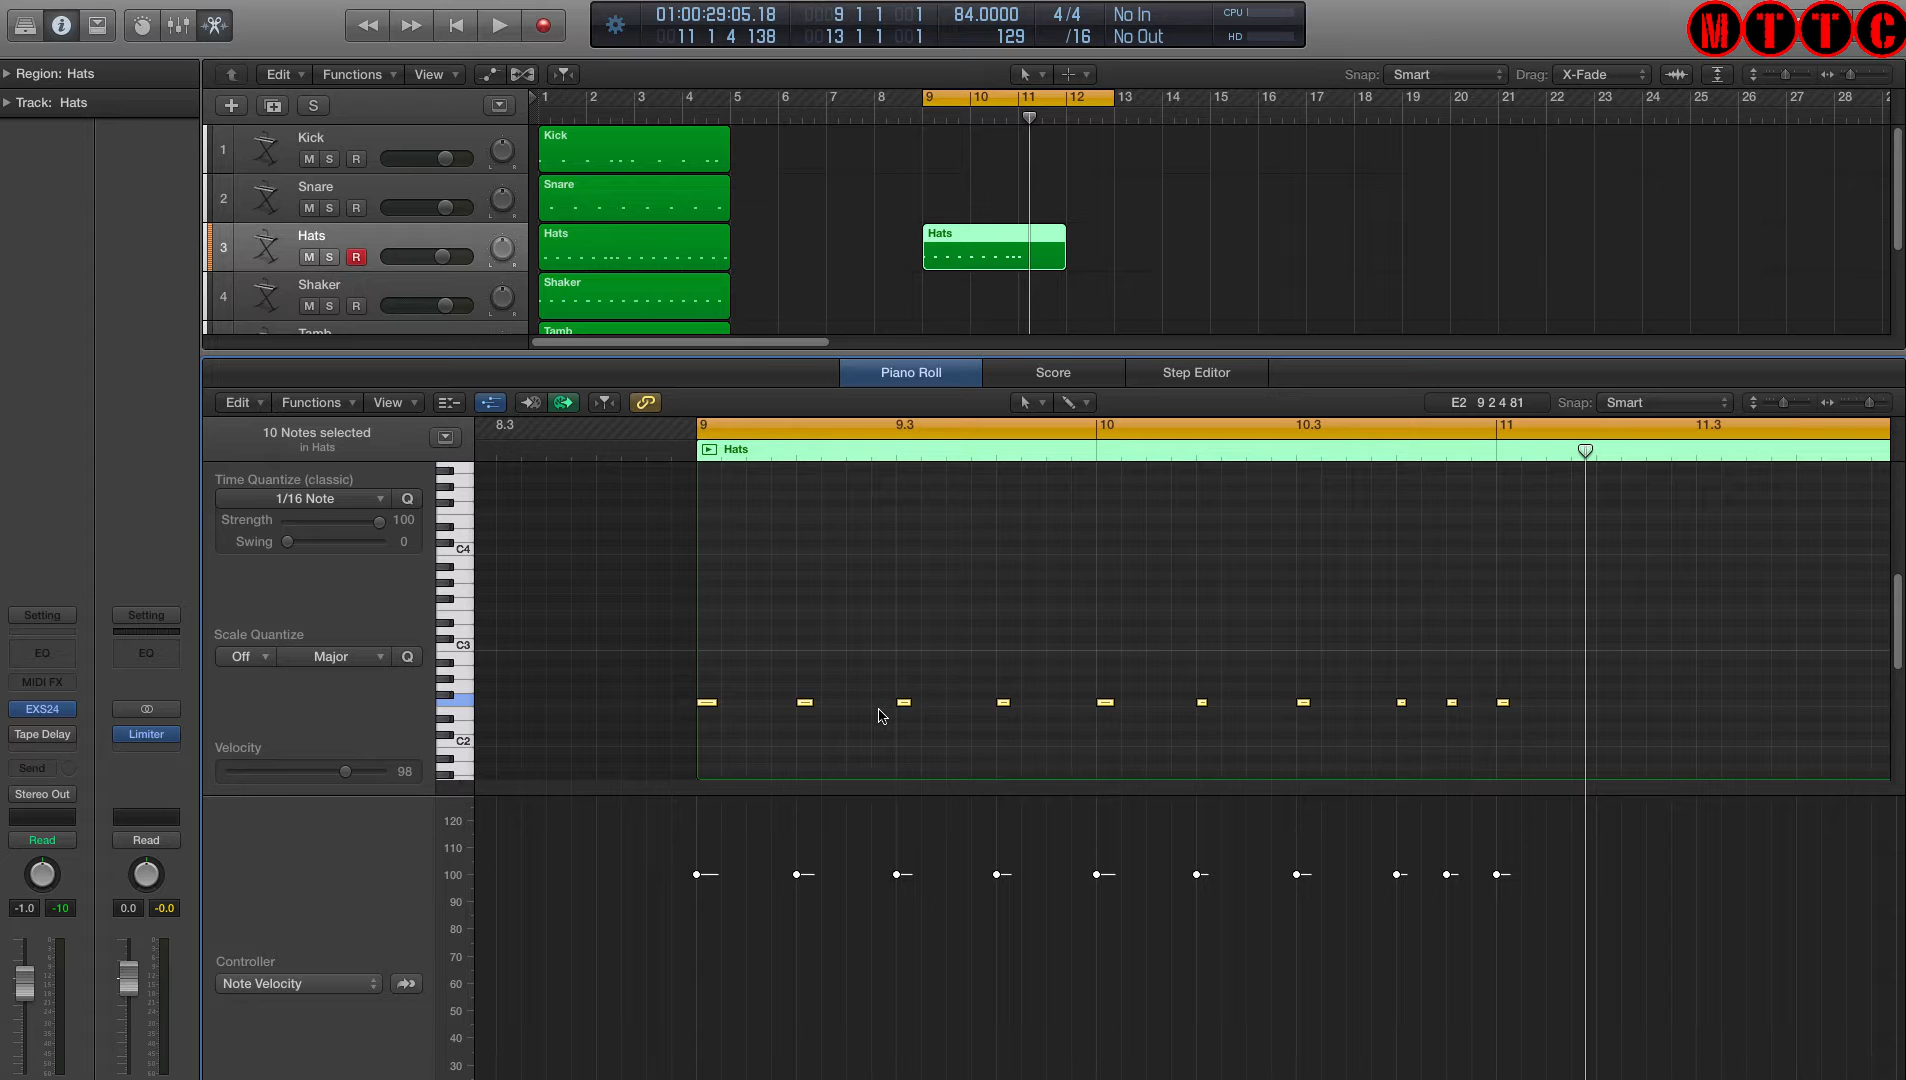 01:00:29:05.18
9 1 1 001
84.0000
4/4
No In
CPU
11 1 4 138
0013 1 1 001
129
/16
No Out
HD
MTTC
Region: Hats
Track: Hats
Edit
Functions
View
Snap: Smart
Drag: X-Fade
S
1 2 3 4 5 6 7 8 9 10 11 12 13 14 15 16 17 18 19 20 21 22 23 24 25 26 27 28
1 Kick
M S R
Kick
2 Snare
M S R
Snare
3 Hats
M S R
Hats
Hats
4 Shaker
M S R
Shaker
Tamb
Tamb
Piano Roll
Score
Step Editor
Edit
Functions
View
E2 9 2 4 81
Snap: Smart
10 Notes selected
in Hats
8.3 9 9.3 10 10.3 11 11.3
Hats
Time Quantize (classic)
1/16 Note Q
Strength 100
Swing 0
C4
C3
C2
Scale Quantize
Off Major Q
Velocity
98
Setting
Setting
EQ
EQ
MIDI FX
EXS24
Tape Delay
Limiter
Send
Stereo Out
Read
Read
-1.0 -10
0.0 -0.0
Controller
Note Velocity
120
110
100
90
80
70
60
50
40
30